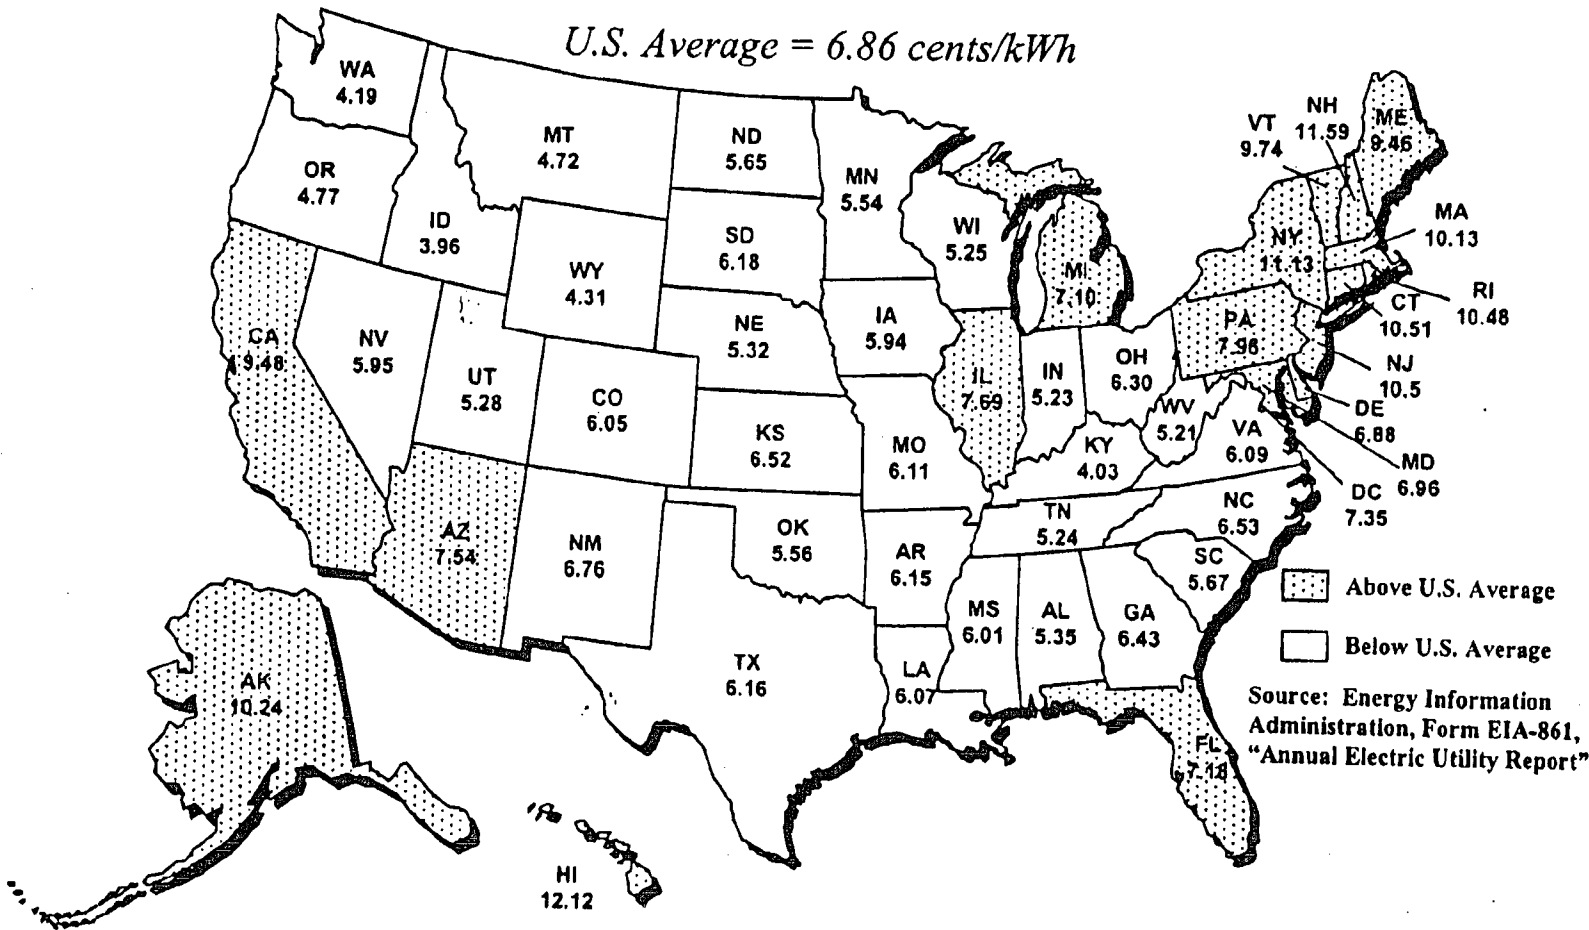 U.S. Average = 6.86 cents/kWh
WA
4.19
OR
4.77
ID
3.96
MT
4.72
ND
5.65
MN
5.54
SD
6.18
WI
5.25
WY
4.31
MI
7.10
VT
9.74
NH
11.59
ME
9.46
MA
10.13
NY
11.13
RI
10.48
CT
10.51
PA
7.96
NJ
10.5
CA
9.48
NV
5.95
UT
5.28
CO
6.05
NE
5.32
IA
5.94
IL
7.69
IN
5.23
OH
6.30
WV
5.21
DE
6.88
VA
6.09
MD
6.96
DC
7.35
KS
6.52
MO
6.11
KY
4.03
AZ
7.54
NM
6.76
OK
5.56
AR
6.15
TN
5.24
NC
6.53
SC
5.67
MS
6.01
AL
5.35
GA
6.43
TX
6.16
LA
6.07
FL
7.18
AK
10.24
HI
12.12
Above U.S. Average
Below U.S. Average
Source: Energy Information
Administration, Form EIA-861,
“Annual Electric Utility Report”